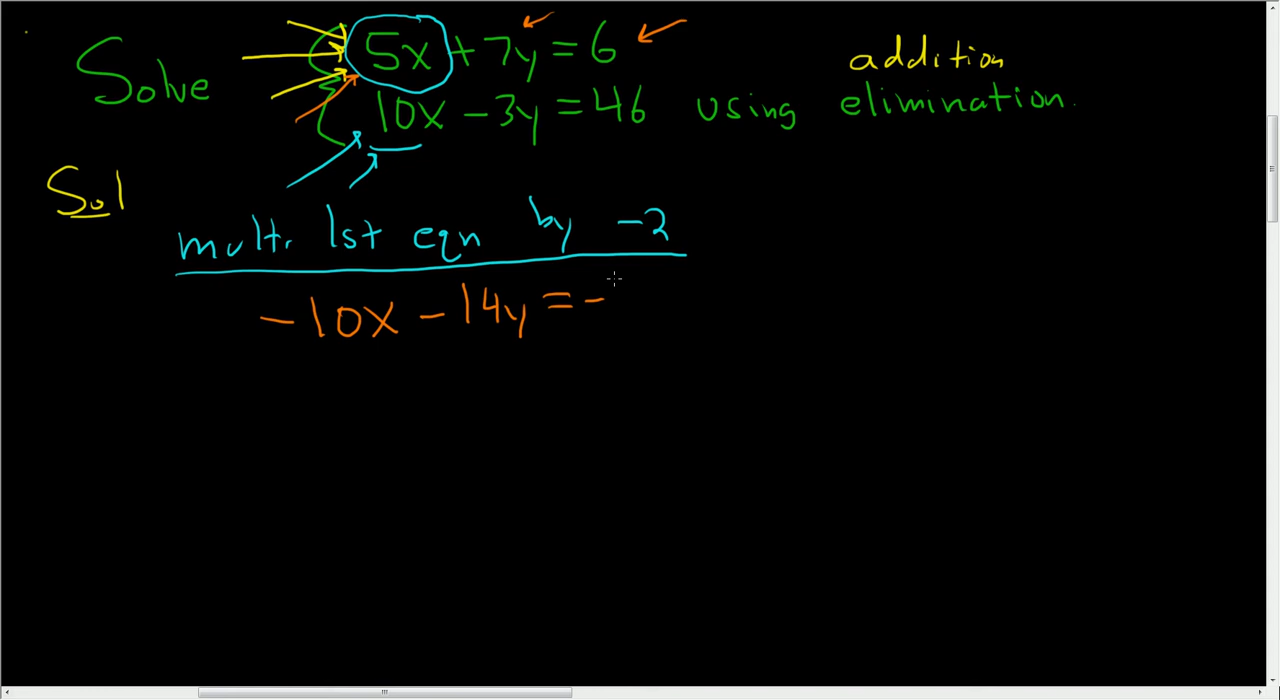 Solve { 5x + 7y = 6 addition
10x - 3y = 46 using elimination.
Sol
mult. 1st eqn by -2
-10x - 14y = -